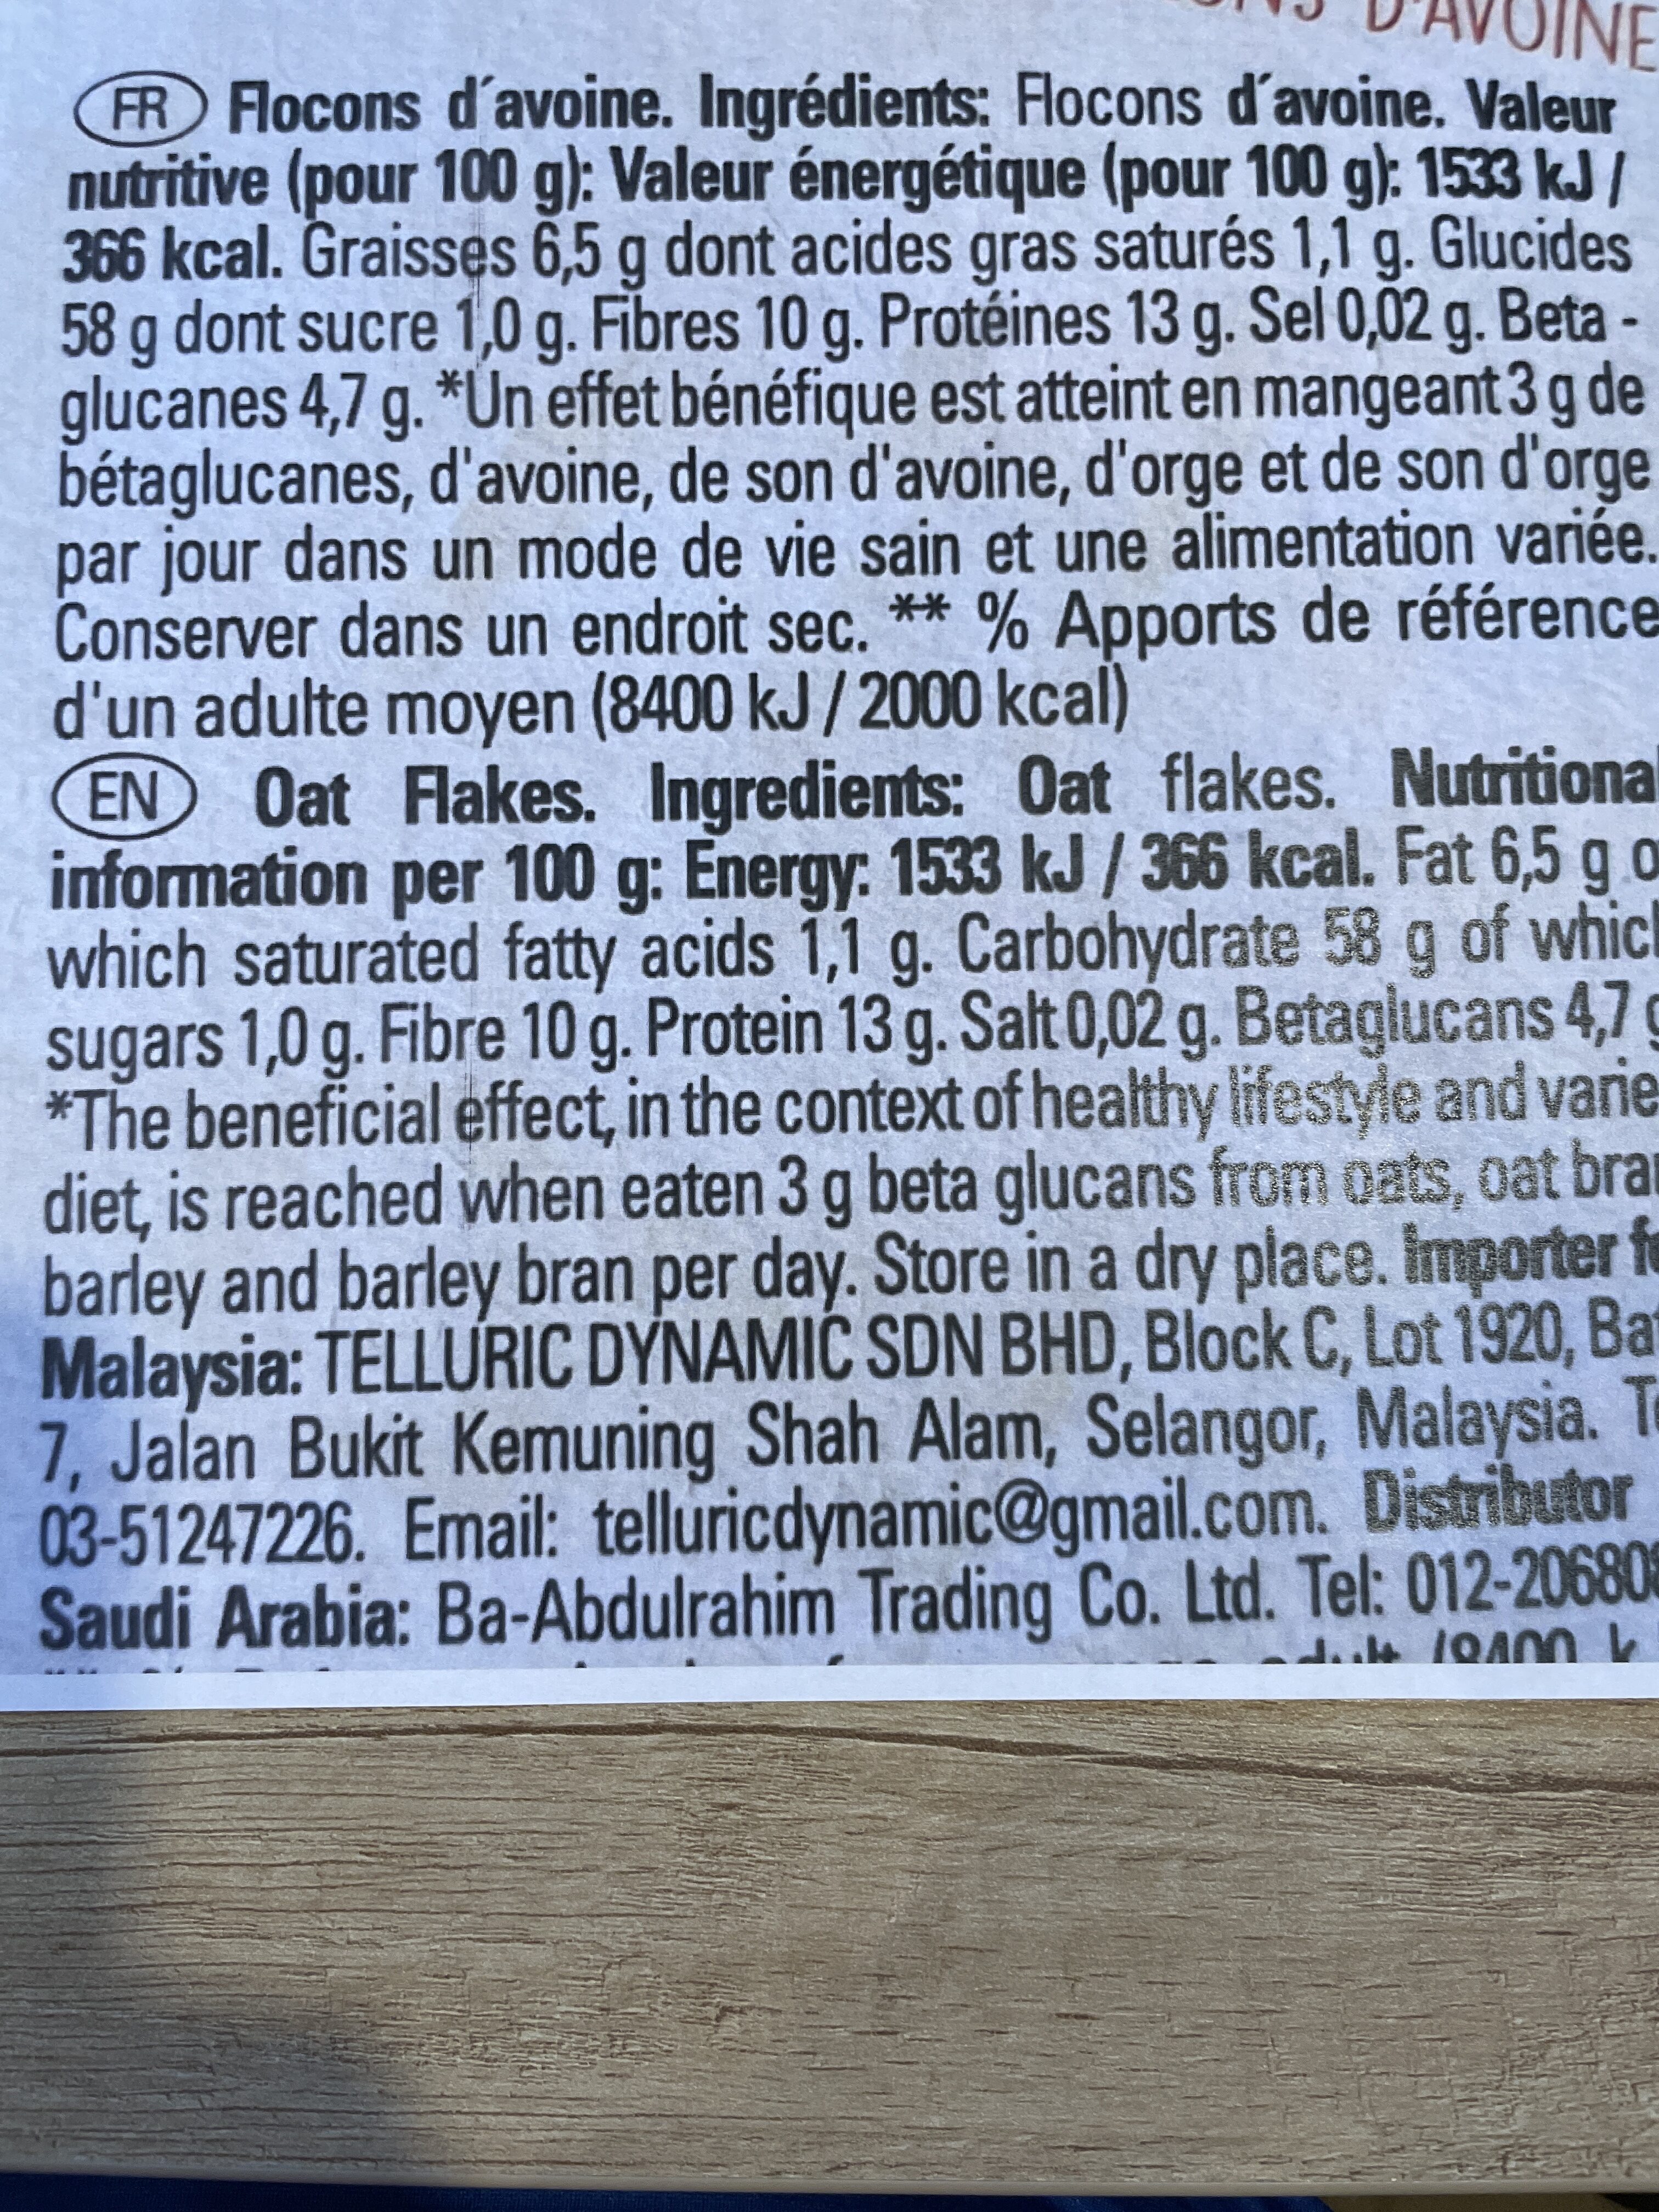 D'AVOINE
FR Flocons d´avoine. Ingrédients: Flocons d´avoine. Valeur
nutritive (pour 100 g): Valeur énergétique (pour 100 g): 1533 kJ /
366 kcal. Graisses 6,5 g dont acides gras saturés 1,1 g. Glucides
58 g dont sucre 1,0 g. Fibres 10 g. Protéines 13 g. Sel 0,02 g. Beta -
glucanes 4,7 g. *Un effet bénéfique est atteint en mangeant 3 g de
bétaglucanes, d'avoine, de son d'avoine, d'orge et de son d'orge
par jour dans un mode de vie sain et une alimentation variée.
Conserver dans un endroit sec. ** % Apports de référence
d'un adulte moyen (8400 kJ / 2000 kcal)
EN Oat Flakes. Ingredients: Oat flakes. Nutritional
information per 100 g: Energy: 1533 kJ / 366 kcal. Fat 6,5 g
which saturated fatty acids 1,1 g. Carbohydrate 58 g of
sugars 1,0 g. Fibre 10 g. Protein 13 g. Salt 0,02 g. Betaglucans 4,7
*The beneficial effect, in the context of healthy lifestyle and
diet, is reached when eaten 3 g beta glucans from oats, oat
barley and barley bran per day. Store in a dry place. Importer
Malaysia: TELLURIC DYNAMIC SDN BHD, Block C, Lot 1920,
7, Jalan Bukit Kemuning Shah Alam, Selangor, Malaysia.
03-51247226. Email: telluricdynamic@gmail.com. Distributor
Saudi Arabia: Ba-Abdulrahim Trading Co. Ltd. Tel:
adult (8400